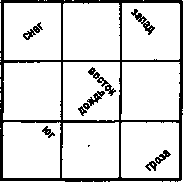 снег
запад
восток
дождь
юг
гроза